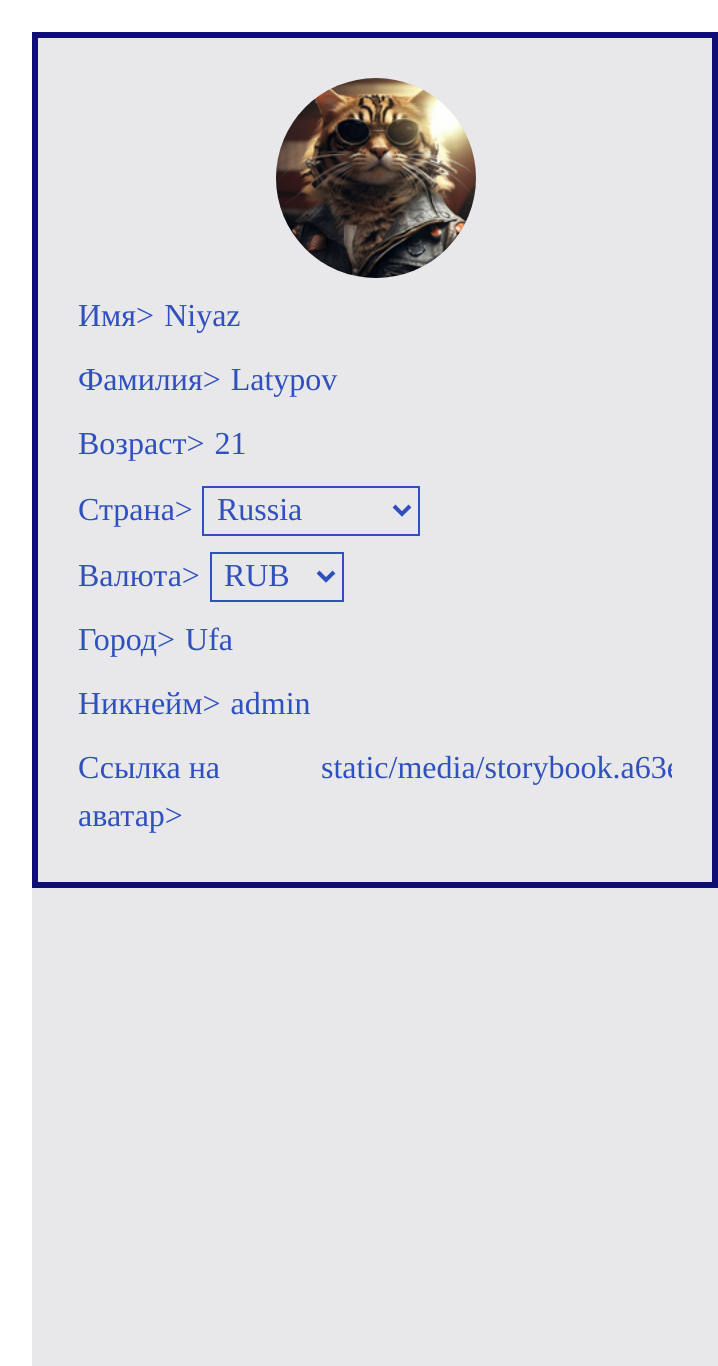 Имя> Niyaz
Фамилия> Latypov
Возраст> 21
Страна> Russia
Валюта> RUB
Город> Ufa
Никнейм> admin
Ссылка на static/media/storybook.a63
аватар>